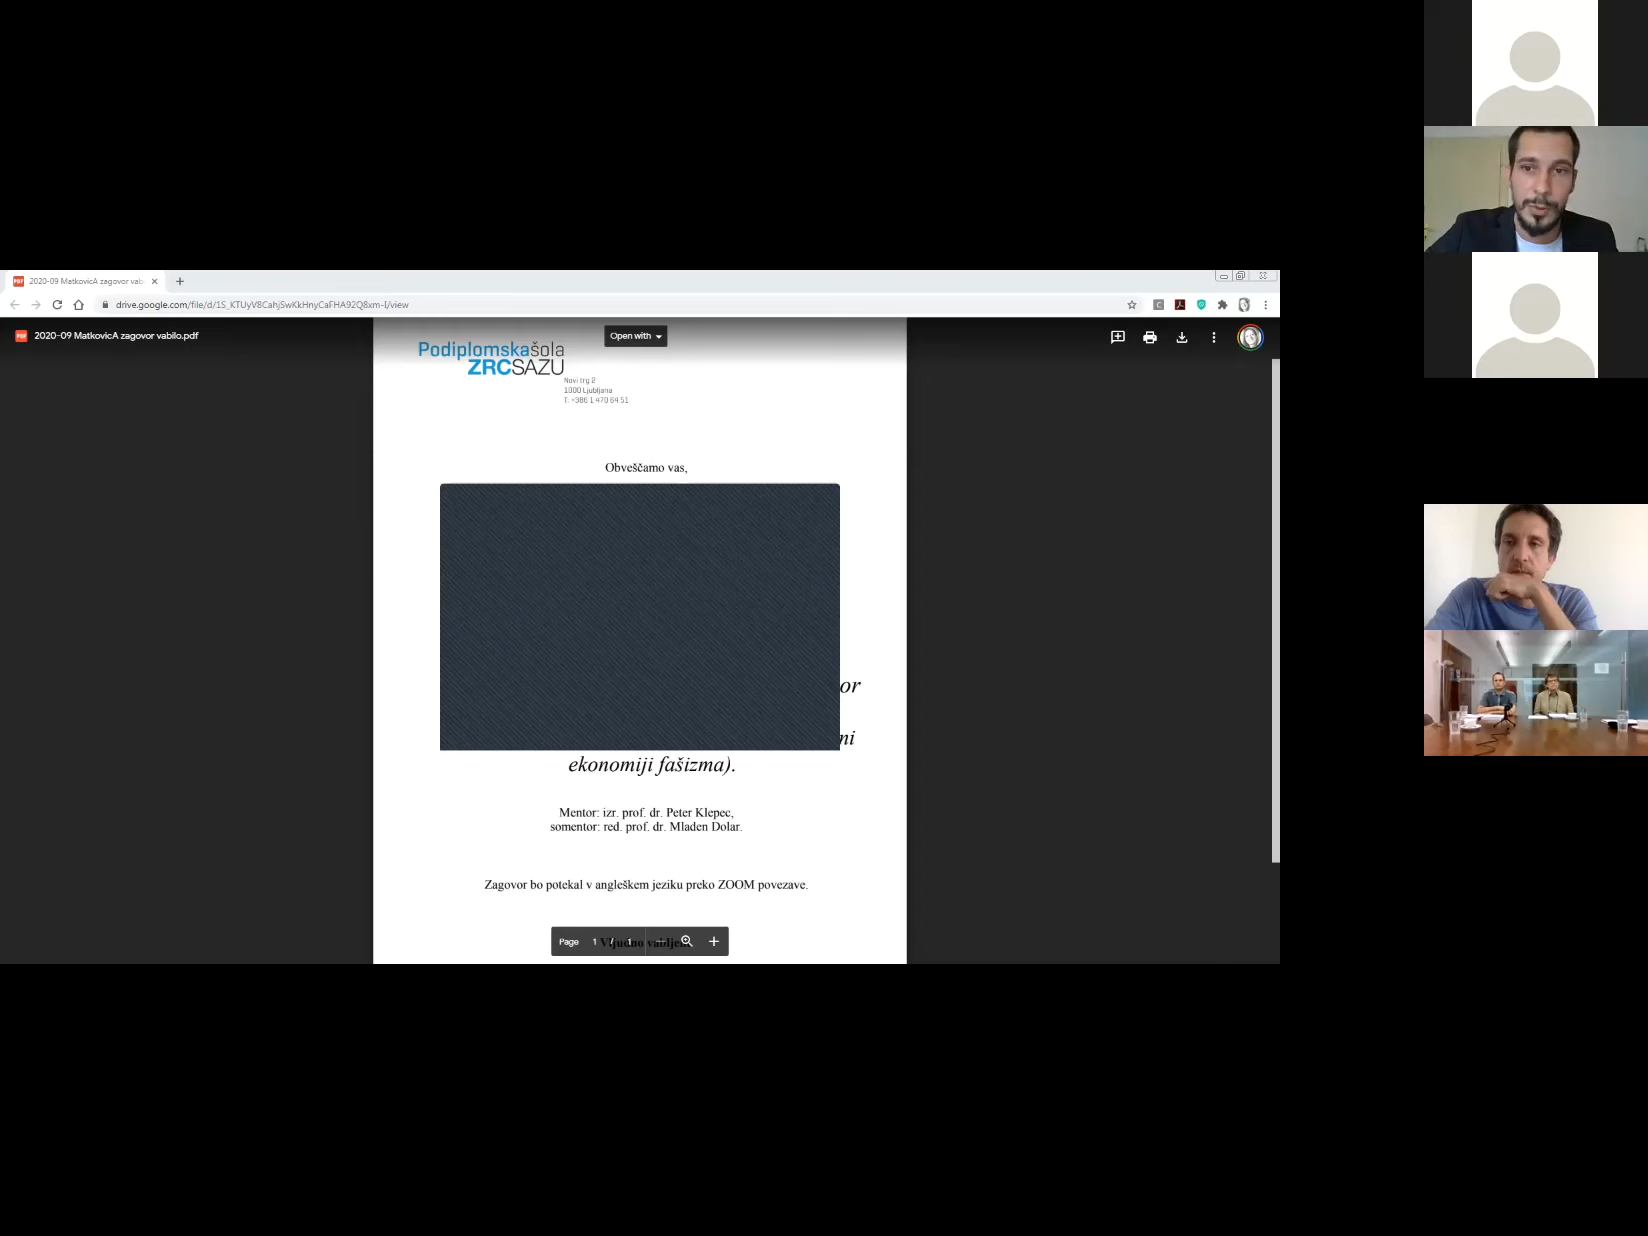 2020-09 MatkovicA zagovor vab
drive.google.com/file/d/1S_KTUyV8CahjSwKkHnyCaFHA92Q8xm-I/view
2020-09 MatkovicA zagovor vabilo.pdf
Open with
Podiplomskašola
ZRCSAZU
Novi trg 2
1000 Ljubljana
T: +386 1 470 64 51
Obveščamo vas,
or
ni
ekonomiji fašizma).
Mentor: izr. prof. dr. Peter Klepec,
somentor: red. prof. dr. Mladen Dolar.
Zagovor bo potekal v angleškem jeziku preko ZOOM povezave.
Page 1 / 1